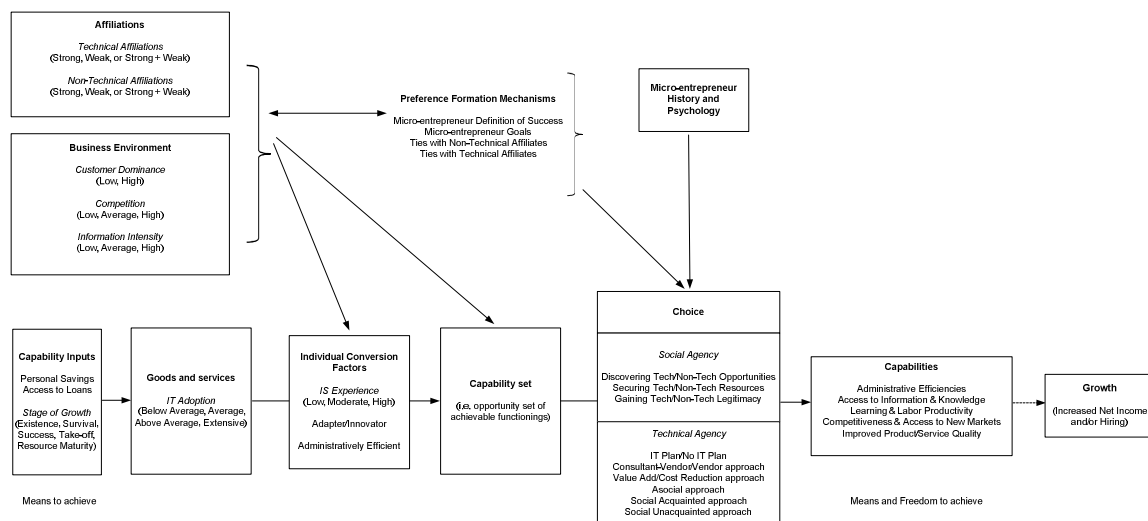 Affiliations
Technical Affiliations
(Strong, Weak, or Strong + Weak)
Non-Technical Affiliations
(Strong, Weak, or Strong + Weak)
Business Environment
Customer Dominance
(Low, High)
Competition
(Low, Average, High)
Information Intensity
(Low, Average, High)
Preference Formation Mechanisms
Micro-entrepreneur Definition of Success
Micro-entrepreneur Goals
Ties with Non-Technical Affiliates
Ties with Technical Affiliates
Micro-entrepreneur
History and
Psychology
Capability Inputs
Personal Savings
Access to Loans
Stage of Growth
(Existence, Survival,
Success, Take-off,
Resource Maturity)
Goods and services
IT Adoption
(Below Average, Average,
Above Average, Extensive)
Individual Conversion
Factors
IS Experience
(Low, Moderate, High)
Adapter/Innovator
Administratively Efficient
Capability set
(i.e. opportunity set of
achievable functionings)
Choice
Social Agency
Discovering Tech/Non-Tech Opportunities
Securing Tech/Non-Tech Resources
Gaining Tech/Non-Tech Legitimacy
Technical Agency
IT Plan/No IT Plan
Consultant-Vendor/Vendor approach
Value Add/Cost Reduction approach
Asocial approach
Social Acquainted approach
Social Unacquainted approach
Capabilities
Administrative Efficiencies
Access to Information & Knowledge
Learning & Labor Productivity
Competitiveness & Access to New Markets
Improved Product/Service Quality
Growth
(Increased Net Income
and/or Hiring)
Means to achieve
Means and Freedom to achieve